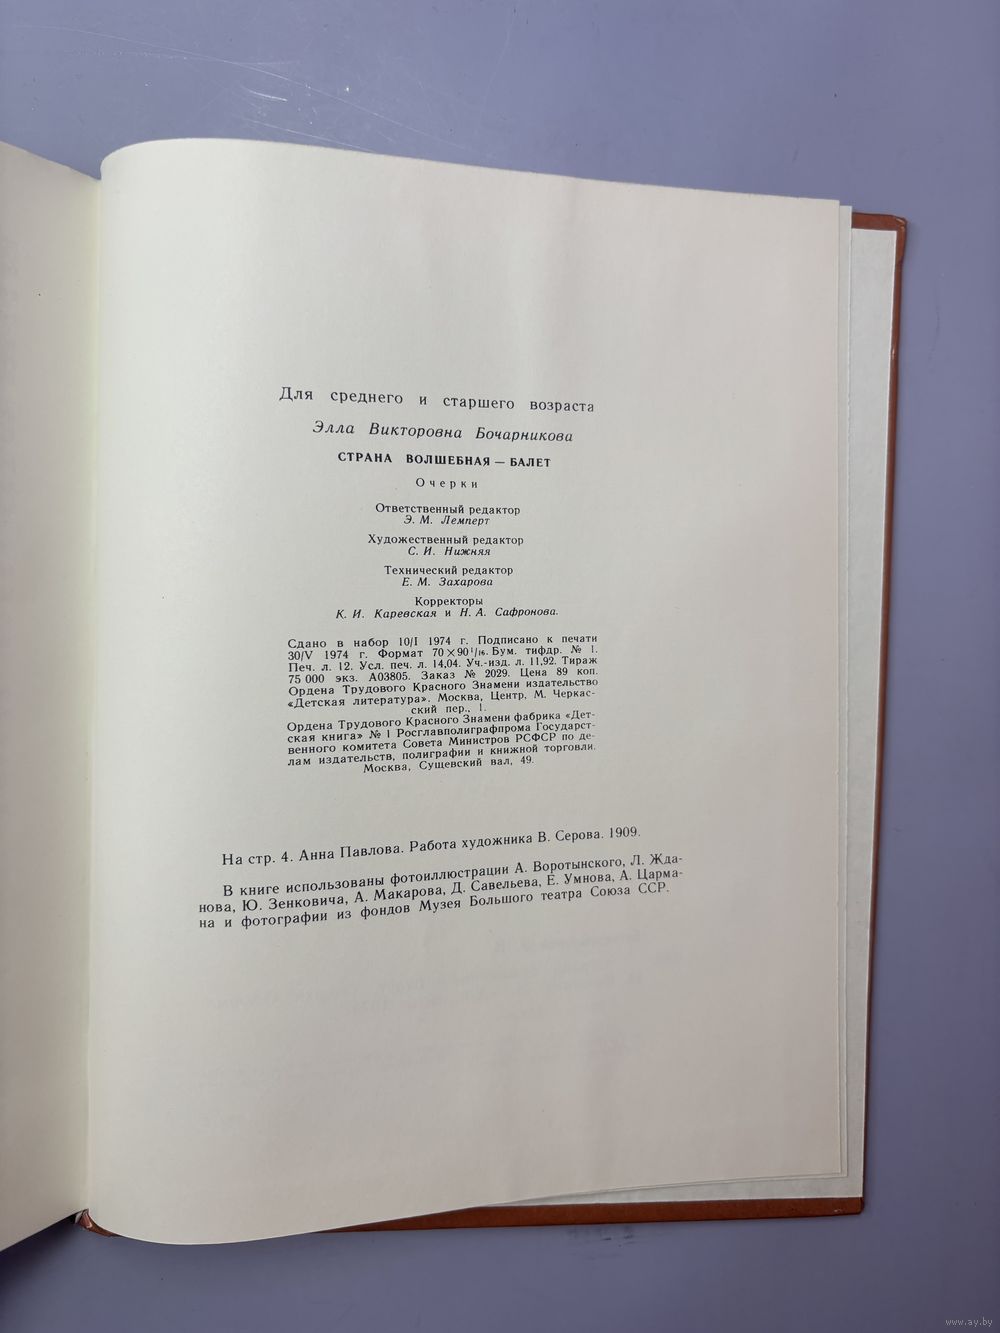 Для среднего и старшего возраста
Элла Викторовна Бочарникова
СТРАНА ВОЛШЕБНАЯ — БАЛЕТ
Очерки
Ответственный редактор
Э. М. Лемперт
Художественный редактор
С. И. Нижняя
Технический редактор
Е. М. Захарова
Корректоры
К. И. Каревская и Н. А. Сафронова.
Сдано в набор 10/I 1974 г. Подписано к печати
30/V 1974 г. Формат 70×90¹/₁₆. Бум. тифдр. № 1.
Печ. л. 12. Усл. печ. л. 14,04. Уч.-изд. л. 11,92. Тираж
75 000 экз. А03805. Заказ № 2029. Цена 89 коп.
Ордена Трудового Красного Знамени издательство
«Детская литература». Москва, Центр, М. Черкас-
ский пер., 1.
Ордена Трудового Красного Знамени фабрика «Дет-
ская книга» № 1 Росглавполиграфпрома Государст-
венного комитета Совета Министров РСФСР по де-
лам издательств, полиграфии и книжной торговли.
Москва, Сущевский вал, 49.
На стр. 4. Анна Павлова. Работа художника В. Серова. 1909.
В книге использованы фотоиллюстрации А. Воротынского, Л. Жда-
нова, Ю. Зенковича, А. Макарова, Д. Савельева, Е. Умнова, А. Царма-
на и фотографии из фондов Музея Большого театра Союза ССР.
www.ay.by